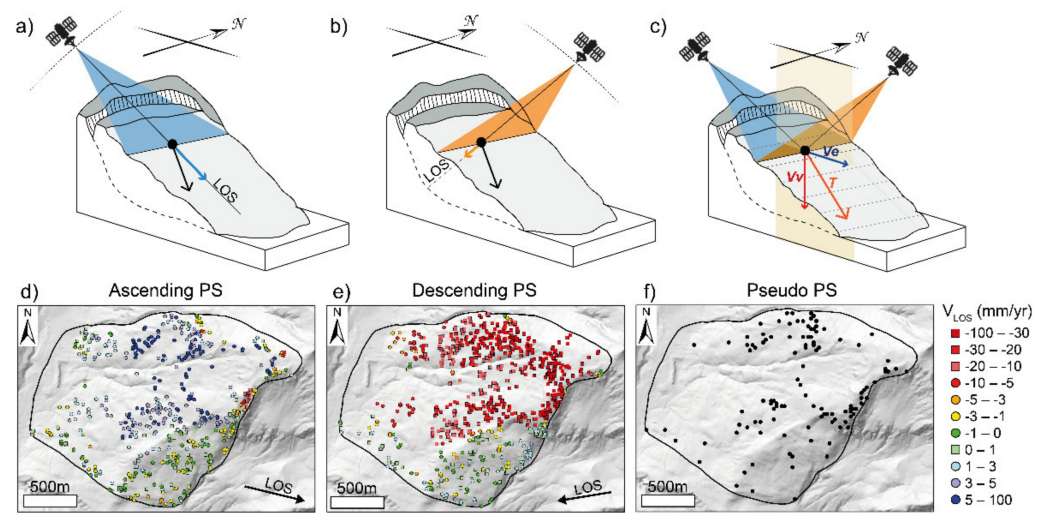 a)
N
LOS
b)
N
LOS
c)
N
Ve
Vv
T
d)
Ascending PS
N
500m
LOS
e)
Descending PS
N
500m
LOS
f)
Pseudo PS
N
500m
VLOS (mm/yr)
-100 – -30
-30 – -20
-20 – -10
-10 – -5
-5 – -3
-3 – -1
-1 – 0
0 – 1
1 – 3
3 – 5
5 – 100